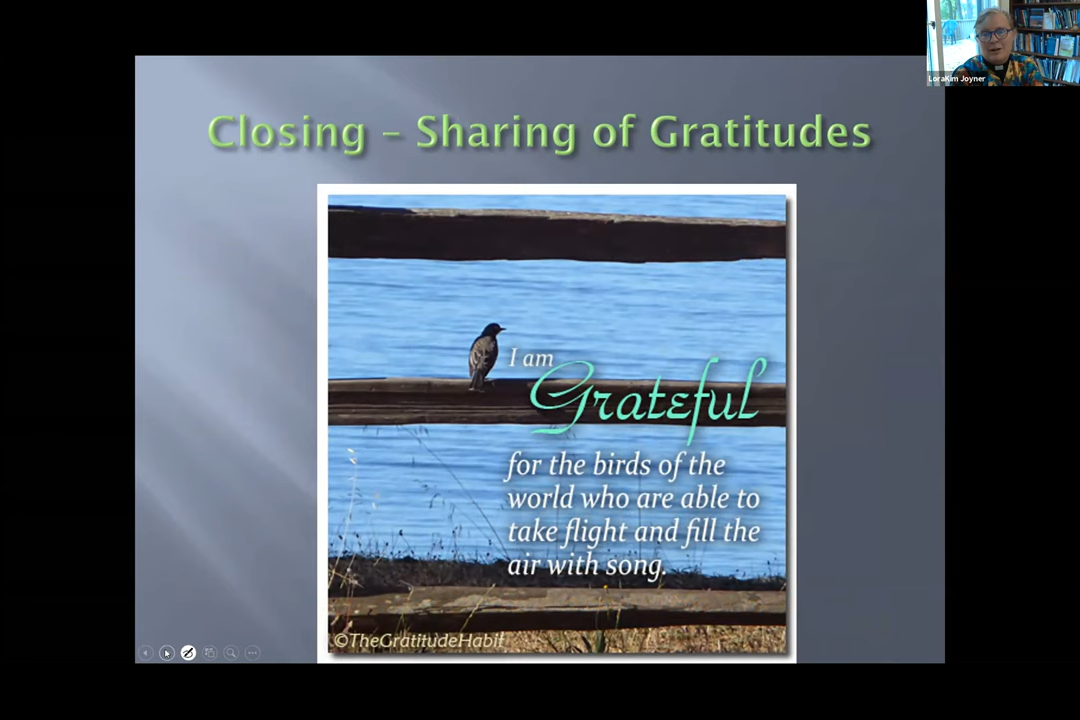 LoraKim Joyner
Closing – Sharing of Gratitudes
I am
Grateful
for the birds of the
world who are able to
take flight and fill the
air with song.
©TheGratitudeHabit